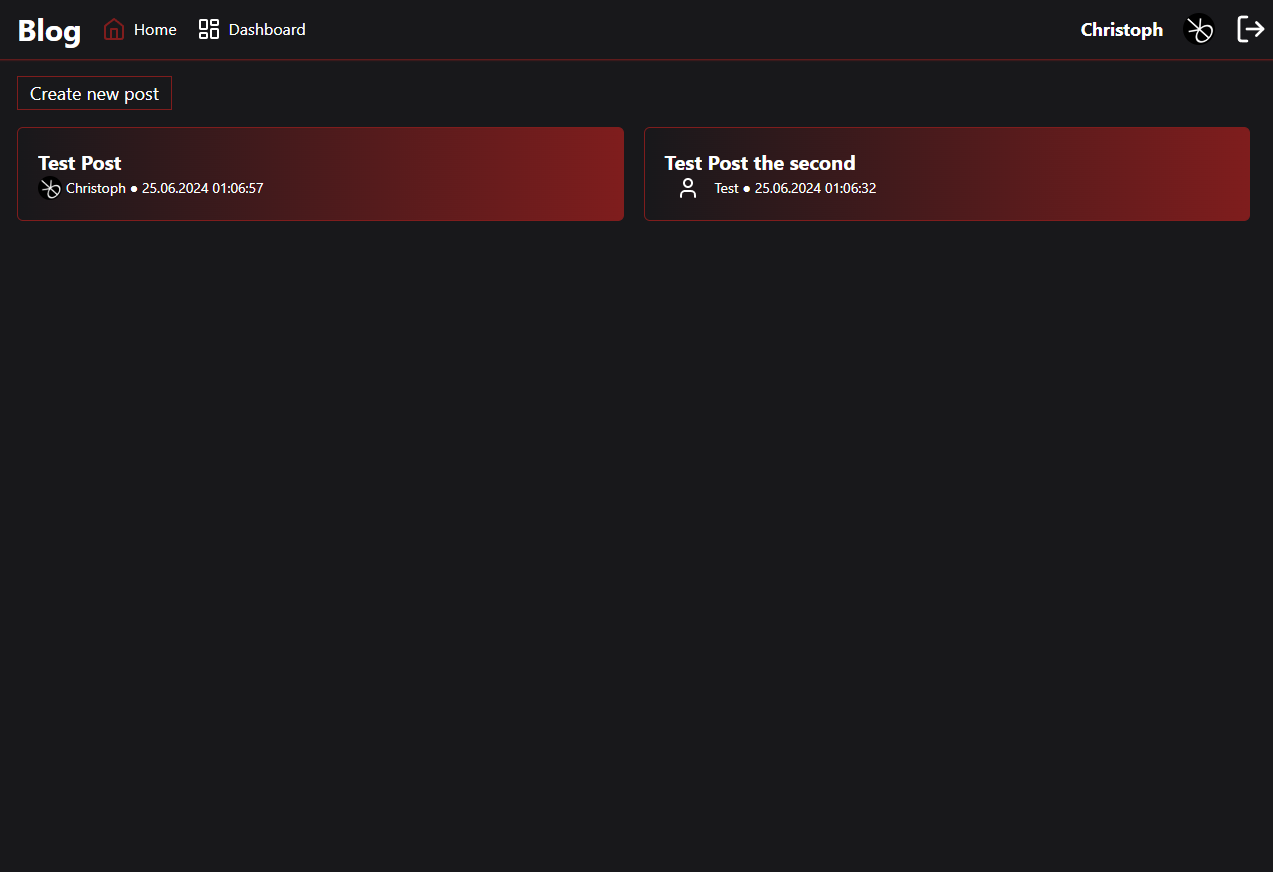 Blog Home Dashboard Christoph
Create new post
Test Post
Christoph ● 25.06.2024 01:06:57
Test Post the second
Test ● 25.06.2024 01:06:32